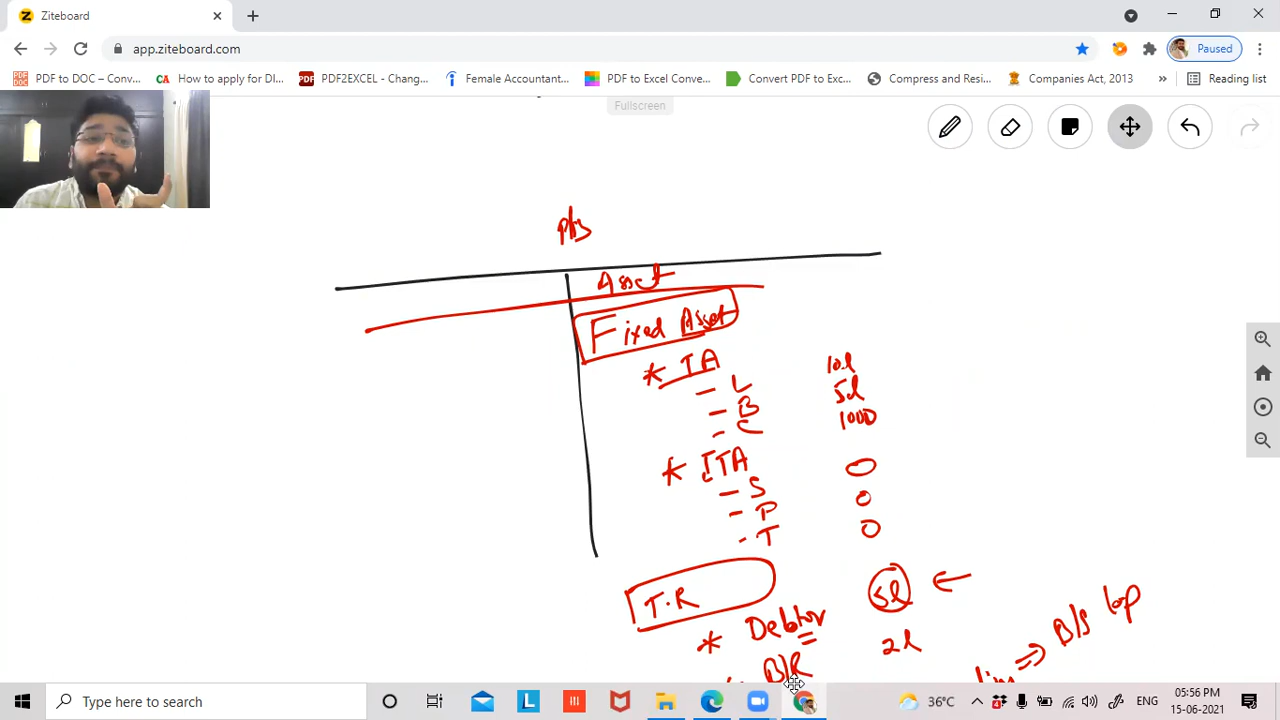 Ziteboard
app.ziteboard.com
Paused
PDF to DOC – Conv...
How to apply for DI...
PDF2EXCEL - Chang...
Female Accountant...
PDF to Excel Conve...
Convert PDF to Exc...
Compress and Resi...
Companies Act, 2013
»
Reading list
Fullscreen
Asset
Fixed Asset
* TA
- L 10l
- B 5l
- C 1000
* ITA 0
- S 0
- P 0
- T
T.R 5l
* Debtor 2l
B/R
lim => B/S top
Type here to search
36°C
ENG
05:56 PM
15-06-2021